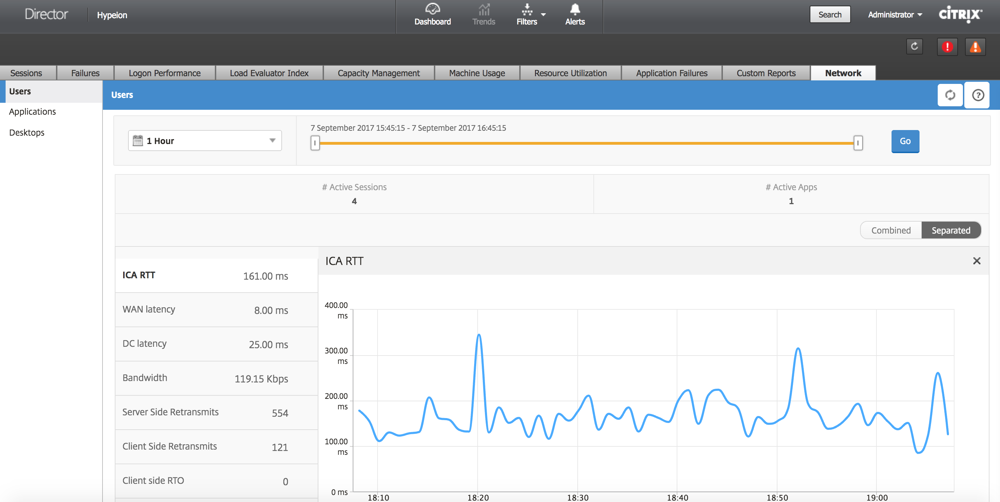 Director
Hypeion
Dashboard
Trends
Filters
Alerts
Search
Administrator
CITRIX
Sessions
Failures
Logon Performance
Load Evaluator Index
Capacity Management
Machine Usage
Resource Utilization
Application Failures
Custom Reports
Network
Users
Applications
Desktops
Users
1 Hour
7 September 2017 15:45:15 - 7 September 2017 16:45:15
Go
# Active Sessions
4
# Active Apps
1
Combined
Separated
ICA RTT 161.00 ms
WAN latency 8.00 ms
DC latency 25.00 ms
Bandwidth 119.15 Kbps
Server Side Retransmits 554
Client Side Retransmits 121
Client side RTO 0
ICA RTT
400.00
ms
300.00
ms
200.00
ms
100.00
ms
0 ms
18:10
18:20
18:30
18:40
18:50
19:00